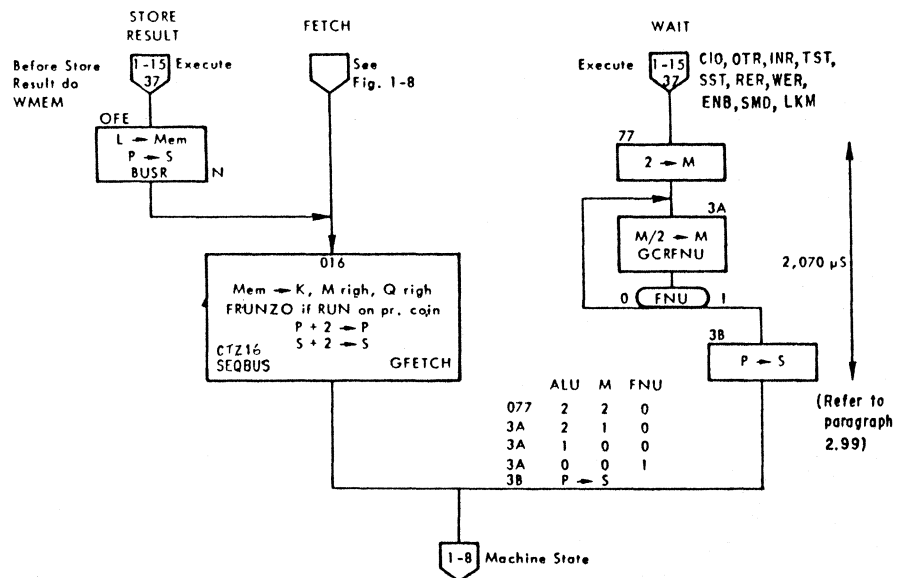 STORE
RESULT
FETCH
WAIT
Before Store
Result do
WMEM
1-15
37
Execute
See
Fig. 1-8
Execute
1-15
37
CIO, OTR, INR, TST,
SST, RER, WER,
ENB, SMD, LKM
OFE
L → Mem
P → S
BUSR
N
77
2 → M
3A
M/2 → M
GCRFNU
0
FNU
1
2,070 µS
016
Mem → K, M righ, Q righ
FRUNZO if RUN on pr. coin
P + 2 → P
S + 2 → S
CTZ16
SEQBUS
GFETCH
3B
P → S
(Refer to
paragraph
2.99)
ALU M FNU
077 2 2 0
3A 2 1 0
3A 1 0 0
3A 0 0 1
3B P → S
1-8
Machine State